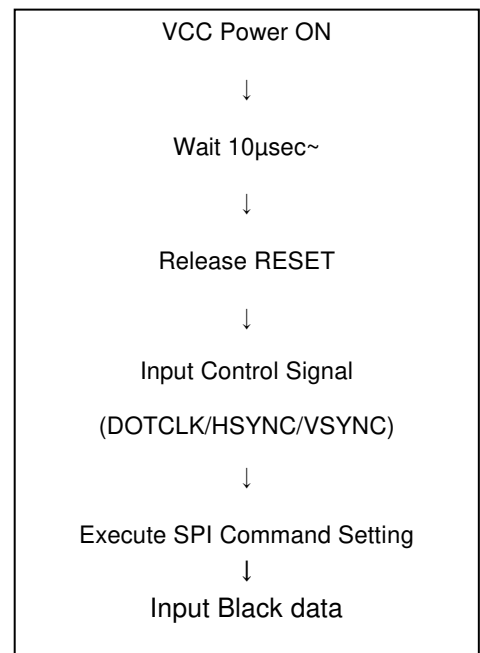 VCC Power ON
↓
Wait 10μsec~
↓
Release RESET
↓
Input Control Signal
(DOTCLK/HSYNC/VSYNC)
↓
Execute SPI Command Setting
↓
Input Black data